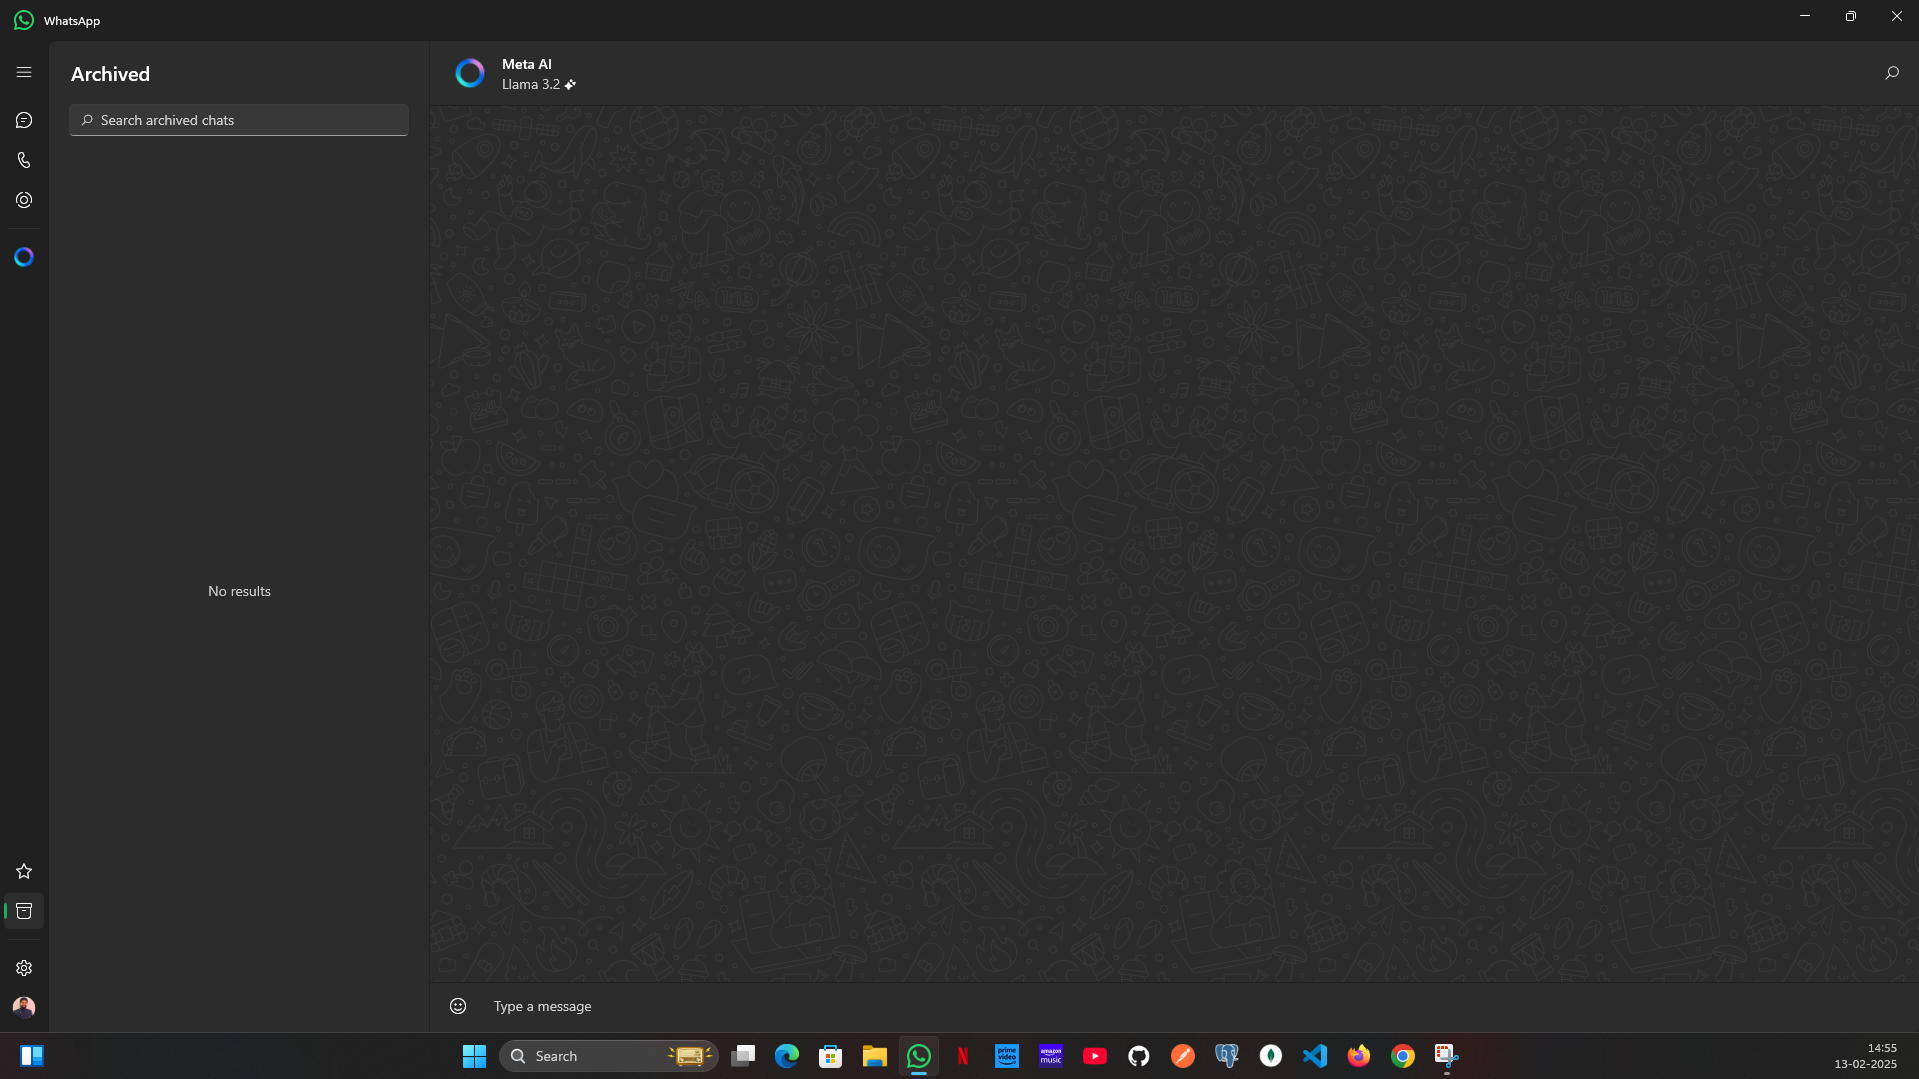 WhatsApp
Archived
Search archived chats
No results
Meta AI
Llama 3.2
Type a message
Search
prime video
amazon music
14:55
13-02-2025